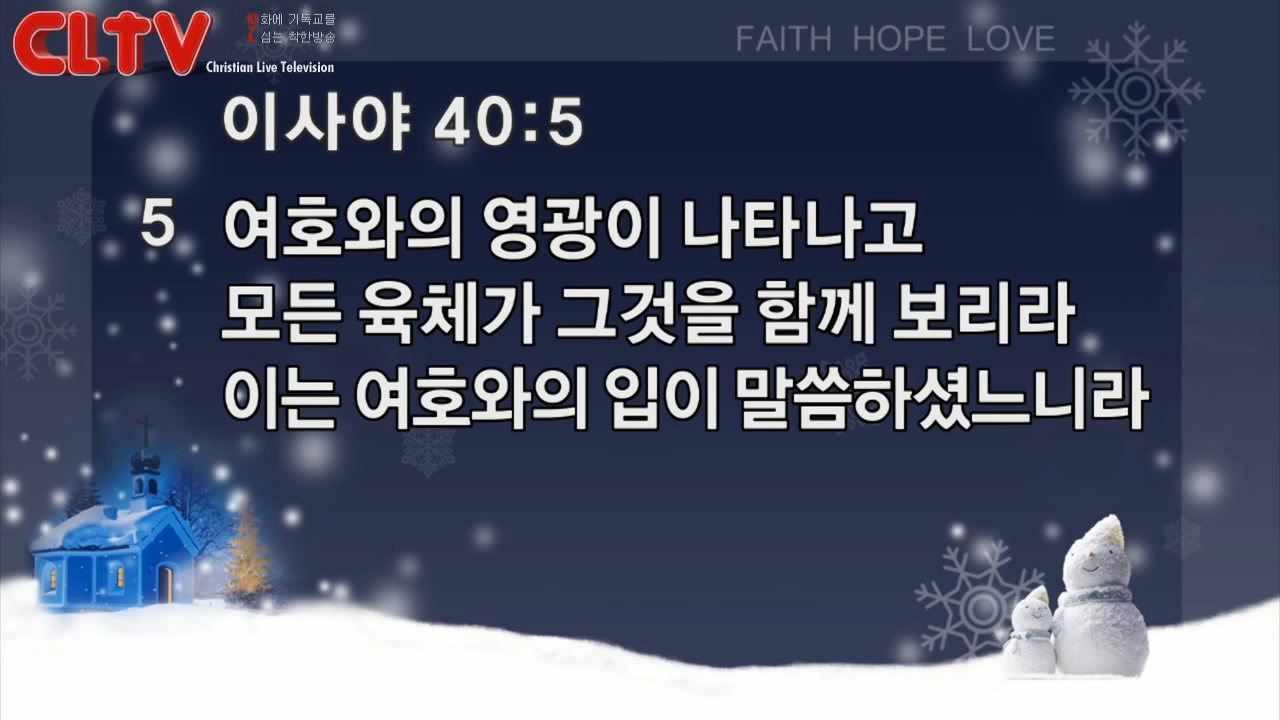 CLTV
문화에 기독교를
심는 착한방송
Christian Live Television
FAITH HOPE LOVE
이사야 40:5
5 여호와의 영광이 나타나고
모든 육체가 그것을 함께 보리라
이는 여호와의 입이 말씀하셨느니라